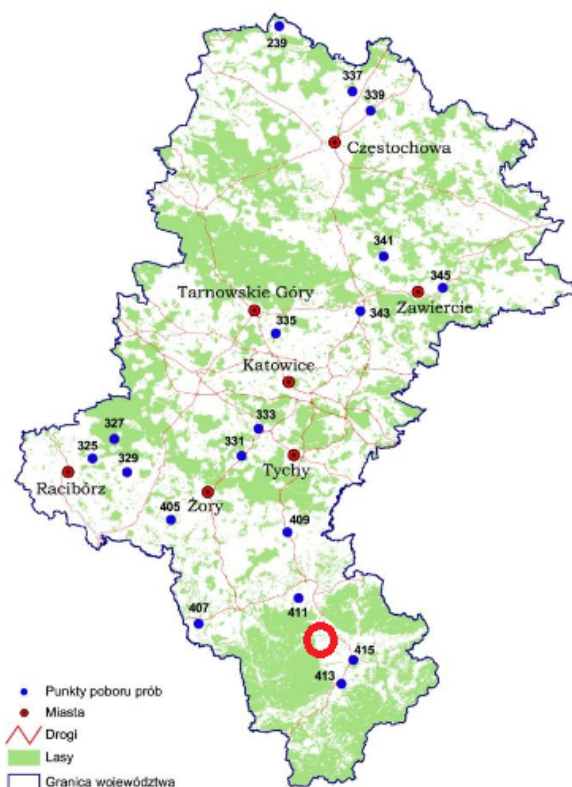 239
337
339
Częstochowa
341
345
Tarnowskie Góry
Zawiercie
335
343
Katowice
333
327
325
331
329
Tychy
Racibórz
Żory
405
409
411
407
415
413
Punkty poboru prób
Miasta
Drogi
Lasy
Granica województwa